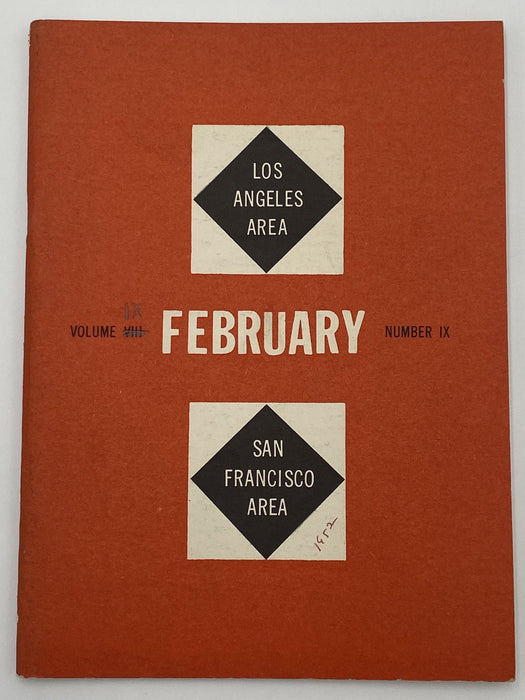 LOS
ANGELES
AREA
IX
VOLUME VIII FEBRUARY NUMBER IX
SAN
FRANCISCO
AREA
1952